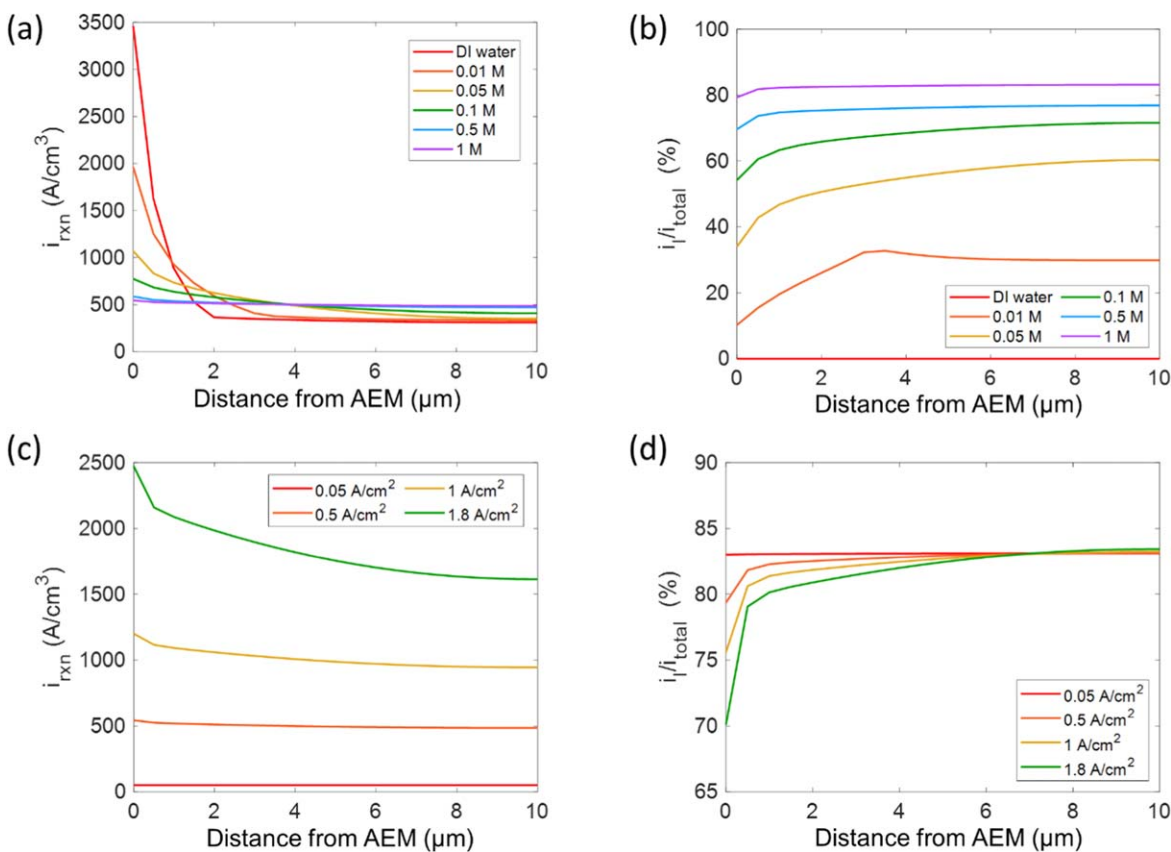 (a)
3500
3000
2500
2000
1500
1000
500
0
i_rxn (A/cm³)
DI water
0.01 M
0.05 M
0.1 M
0.5 M
1 M
0 2 4 6 8 10
Distance from AEM (µm)
(b)
100
80
60
40
20
0
i_l/i_total (%)
DI water 0.1 M
0.01 M 0.5 M
0.05 M 1 M
0 2 4 6 8 10
Distance from AEM (µm)
(c)
2500
2000
1500
1000
500
0
i_rxn (A/cm³)
0.05 A/cm² 1 A/cm²
0.5 A/cm² 1.8 A/cm²
0 2 4 6 8 10
Distance from AEM (µm)
(d)
90
85
80
75
70
65
i_l/i_total (%)
0.05 A/cm²
0.5 A/cm²
1 A/cm²
1.8 A/cm²
0 2 4 6 8 10
Distance from AEM (µm)